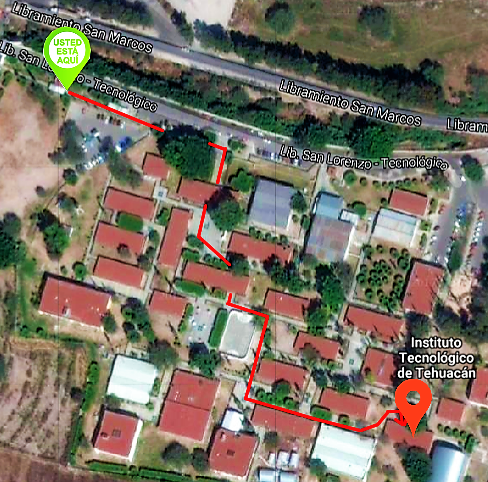 Libramiento San Marcos
USTED
ESTÁ
AQUÍ
Lib. San Lorenzo - Tecnológico
Libramiento San Marcos
Libram
Lib. San Lorenzo - Tecnológico
Instituto
Tecnológico
de Tehuacán